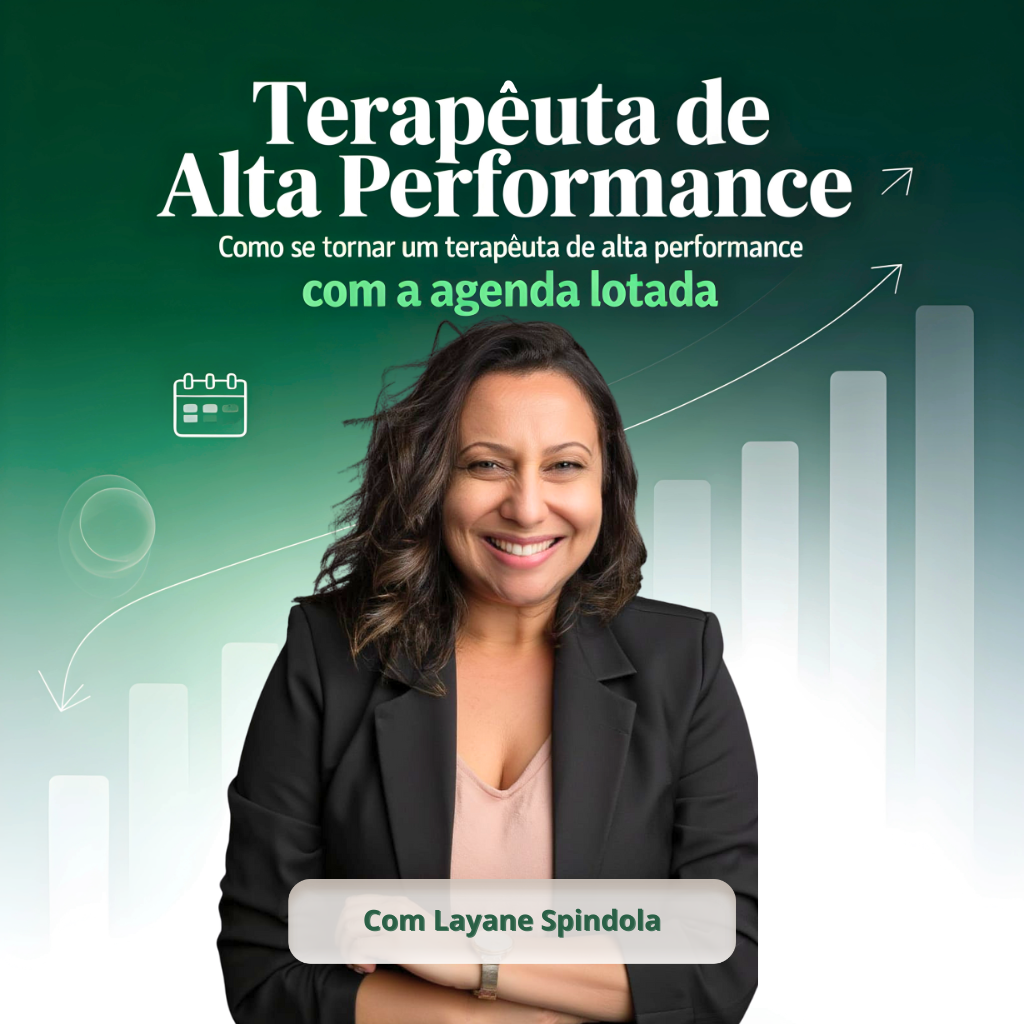 Terapêuta de
Alta Performance
Como se tornar um terapêuta de alta performance
com a agenda lotada
Com Layane Spindola